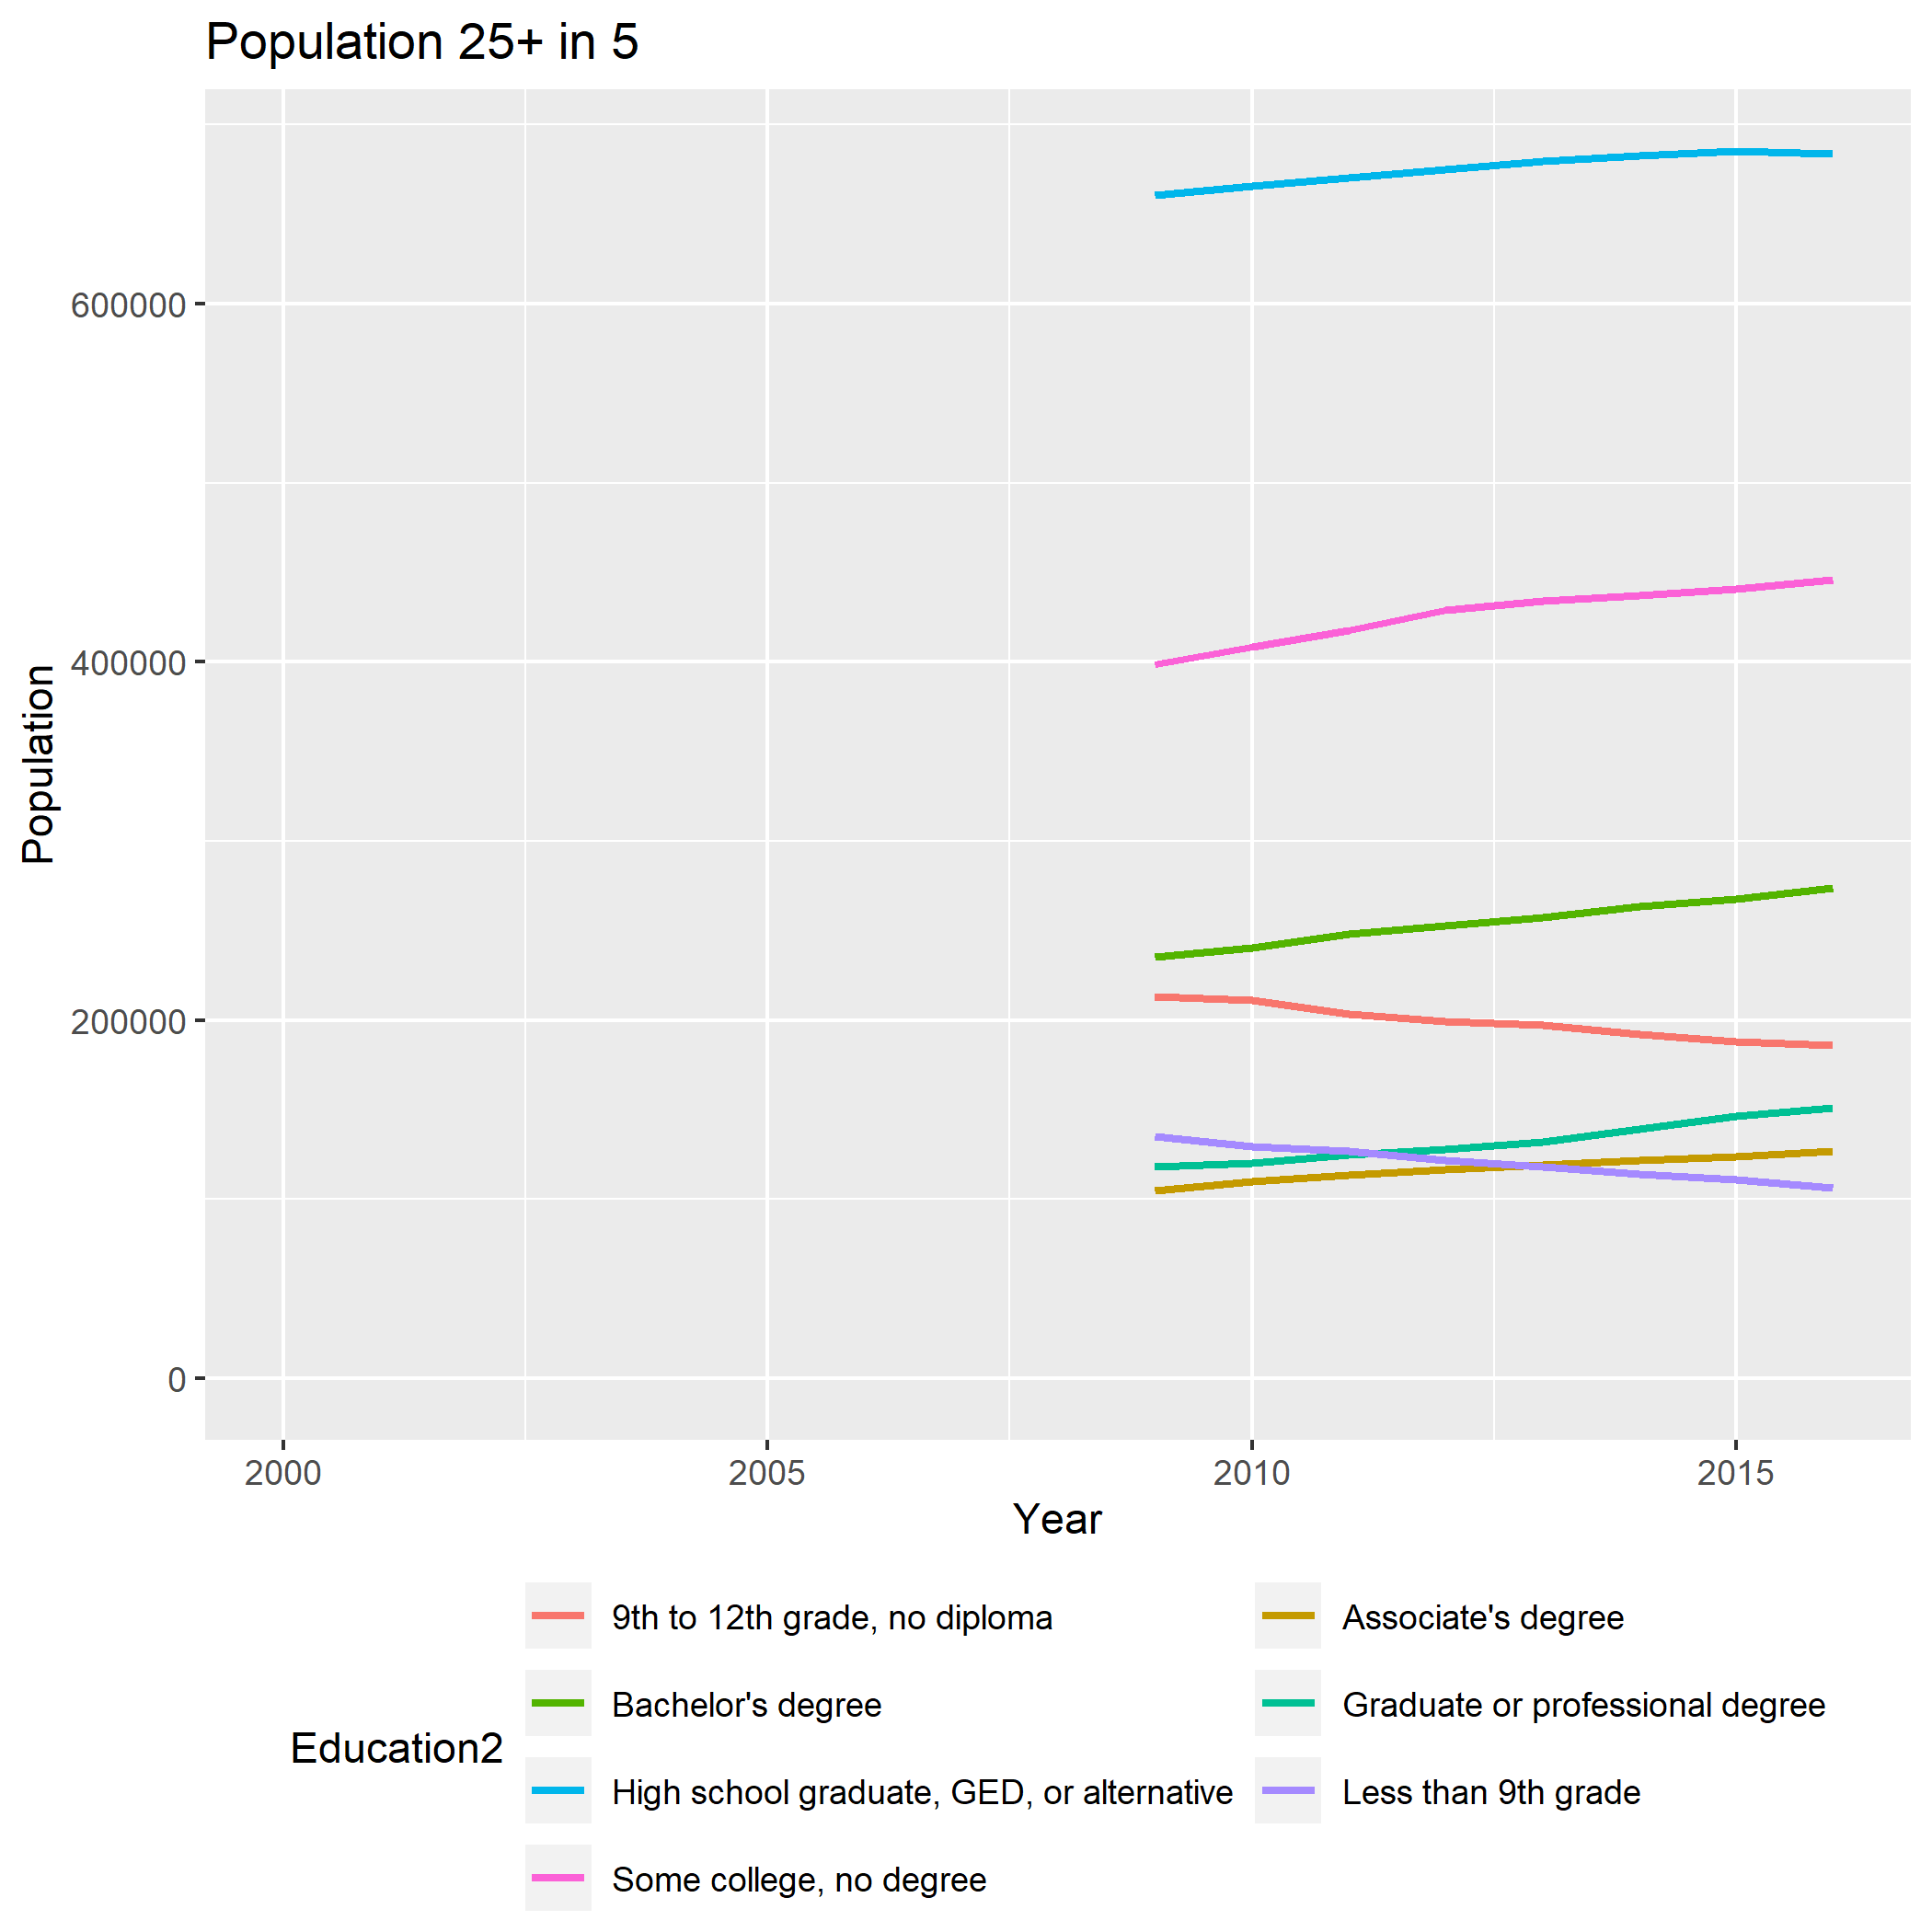 Population 25+ in 5
Population
600000
400000
200000
0
2000 2005 2010 2015
Year
Education2
9th to 12th grade, no diploma
Associate's degree
Bachelor's degree
Graduate or professional degree
High school graduate, GED, or alternative
Less than 9th grade
Some college, no degree